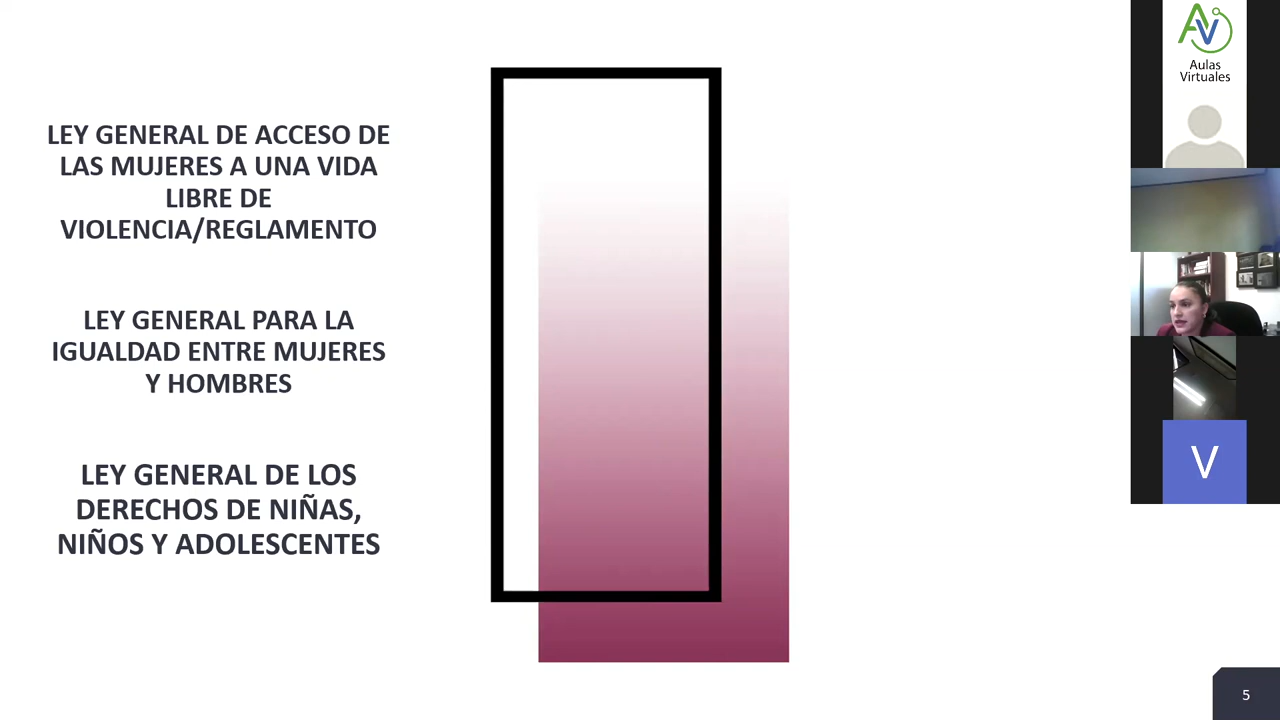 LEY GENERAL DE ACCESO DE
LAS MUJERES A UNA VIDA
LIBRE DE
VIOLENCIA/REGLAMENTO
LEY GENERAL PARA LA
IGUALDAD ENTRE MUJERES
Y HOMBRES
LEY GENERAL DE LOS
DERECHOS DE NIÑAS,
NIÑOS Y ADOLESCENTES
AV
Aulas
Virtuales
V
5